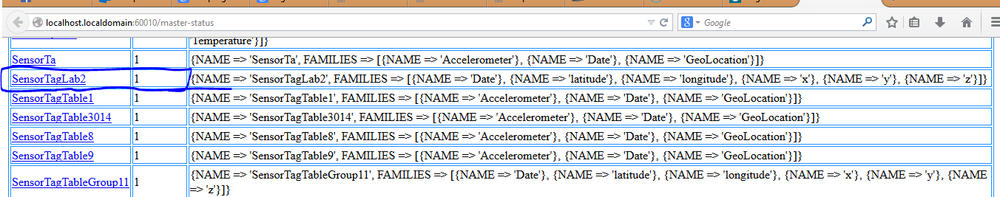 localhost.localdomain:60010/master-status
Google
'Temperature'}]}
SensorTa 1 {NAME => 'SensorTa', FAMILIES => [{NAME => 'Accelerometer'}, {NAME => 'Date'}, {NAME => 'GeoLocation'}]}
SensorTagLab2 1 {NAME => 'SensorTagLab2', FAMILIES => [{NAME => 'Date'}, {NAME => 'latitude'}, {NAME => 'longitude'}, {NAME => 'x'}, {NAME => 'y'}, {NAME => 'z'}]}
SensorTagTable1 1 {NAME => 'SensorTagTable1', FAMILIES => [{NAME => 'Accelerometer'}, {NAME => 'Date'}, {NAME => 'GeoLocation'}]}
SensorTagTable3014 1 {NAME => 'SensorTagTable3014', FAMILIES => [{NAME => 'Accelerometer'}, {NAME => 'Date'}, {NAME => 'GeoLocation'}]}
SensorTagTable8 1 {NAME => 'SensorTagTable8', FAMILIES => [{NAME => 'Accelerometer'}, {NAME => 'Date'}, {NAME => 'GeoLocation'}]}
SensorTagTable9 1 {NAME => 'SensorTagTable9', FAMILIES => [{NAME => 'Accelerometer'}, {NAME => 'Date'}, {NAME => 'GeoLocation'}]}
SensorTagTableGroup11 1 {NAME => 'SensorTagTableGroup11', FAMILIES => [{NAME => 'Date'}, {NAME => 'latitude'}, {NAME => 'longitude'}, {NAME => 'x'}, {NAME => 'y'}, {NAME
=> 'z'}]}